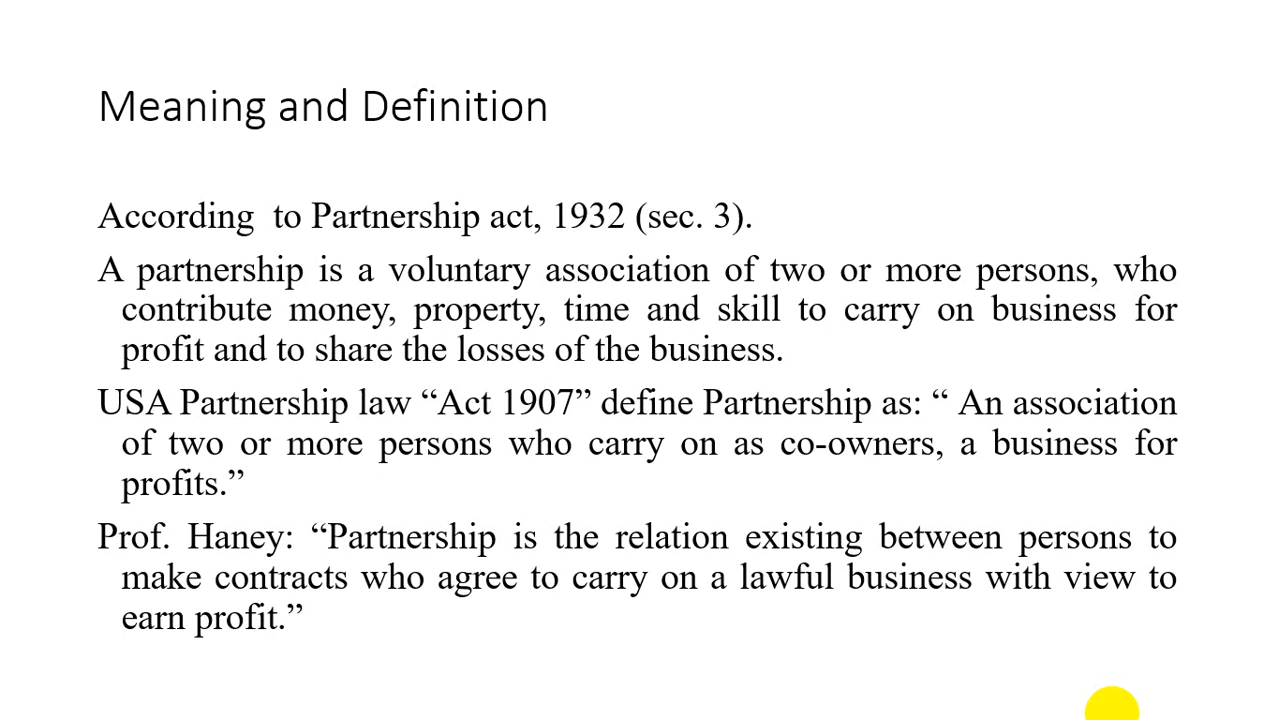 Meaning and Definition
According  to Partnership act, 1932 (sec. 3).
A partnership is a voluntary association of two or more persons, who
contribute money, property, time and skill to carry on business for
profit and to share the losses of the business.
USA Partnership law “Act 1907” define Partnership as: “ An association
of two or more persons who carry on as co-owners, a business for
profits.”
Prof. Haney: “Partnership is the relation existing between persons to
make contracts who agree to carry on a lawful business with view to
earn profit.”